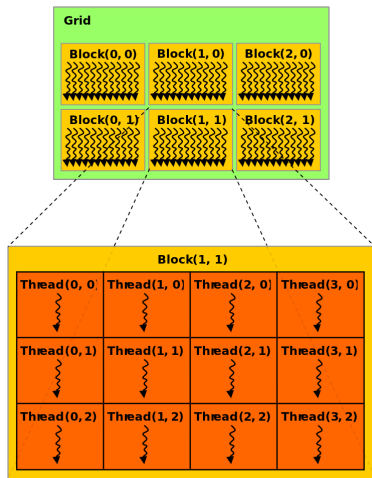 Grid
Block(0, 0) Block(1, 0) Block(2, 0)
Block(0, 1) Block(1, 1) Block(2, 1)
Block(1, 1)
Thread(0, 0) Thread(1, 0) Thread(2, 0) Thread(3, 0)
Thread(0, 1) Thread(1, 1) Thread(2, 1) Thread(3, 1)
Thread(0, 2) Thread(1, 2) Thread(2, 2) Thread(3, 2)